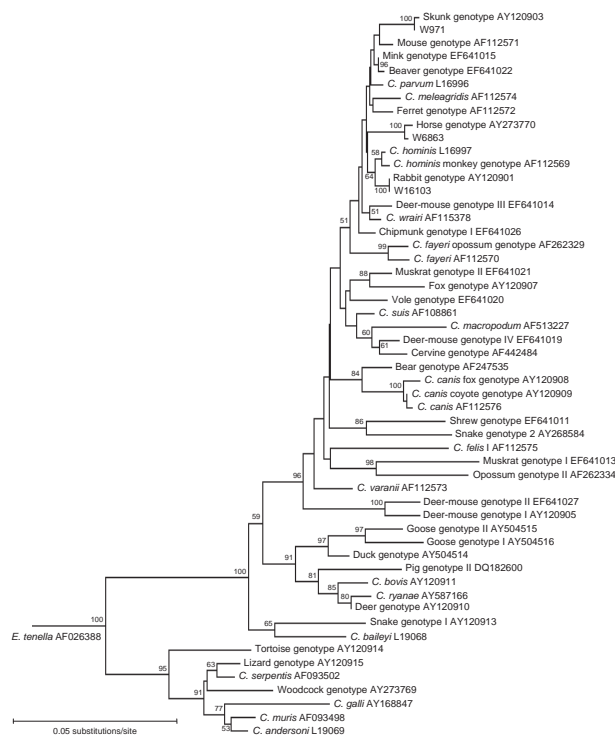 100
Skunk genotype AY120903
W971
Mouse genotype AF112571
Mink genotype EF641015
96
Beaver genotype EF641022
C. parvum L16996
C. meleagridis AF112574
Ferret genotype AF112572
100
Horse genotype AY273770
W6863
58
C. hominis L16997
C. hominis monkey genotype AF112569
64
Rabbit genotype AY120901
100
W16103
Deer-mouse genotype III EF641014
51
C. wrairi AF115378
51
Chipmunk genotype I EF641026
99
C. fayeri opossum genotype AF262329
C. fayeri AF112570
88
Muskrat genotype II EF641021
Fox genotype AY120907
Vole genotype EF641020
C. suis AF108861
60
C. macropodum AF513227
61
Deer-mouse genotype IV EF641019
Cervine genotype AF442484
84
Bear genotype AF247535
100
C. canis fox genotype AY120908
C. canis coyote genotype AY120909
C. canis AF112576
86
Shrew genotype EF641011
Snake genotype 2 AY268584
C. felis I AF112575
98
Muskrat genotype I EF641013
Opossum genotype II AF262334
96
C. varanii AF112573
100
Deer-mouse genotype II EF641027
Deer-mouse genotype I AY120905
59
97
Goose genotype II AY504515
97
Goose genotype I AY504516
91
Duck genotype AY504514
81
Pig genotype II DQ182600
85
C. bovis AY120911
80
C. ryanae AY587166
Deer genotype AY120910
100
65
Snake genotype I AY120913
C. baileyi L19068
100
E. tenella AF026388
95
Tortoise genotype AY120914
63
Lizard genotype AY120915
C. serpentis AF093502
91
Woodcock genotype AY273769
77
C. galli AY168847
C. muris AF093498
53
C. andersoni L19069
0.05 substitutions/site